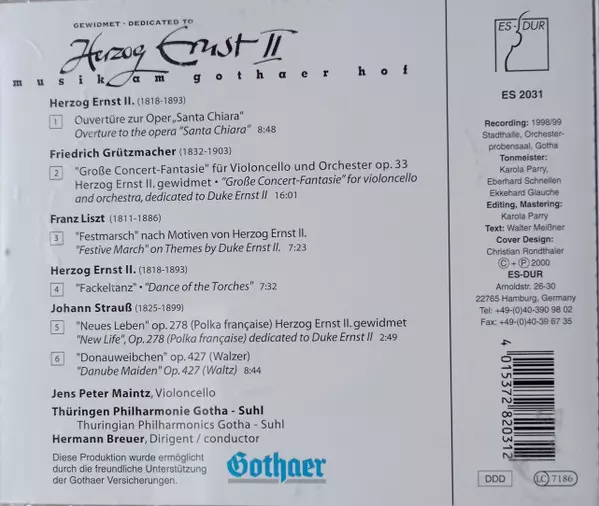 GEWIDMET · DEDICATED TO
Herzog Ernst II
musik am gothaer hof
Herzog Ernst II. (1818-1893)
1 Ouvertüre zur Oper „Santa Chiara"
Overture to the opera "Santa Chiara" 8:48
Friedrich Grützmacher (1832-1903)
2 "Große Concert-Fantasie" für Violoncello und Orchester op. 33
Herzog Ernst II. gewidmet · "Große Concert-Fantasie" for violoncello
and orchestra, dedicated to Duke Ernst II 16:01
Franz Liszt (1811-1886)
3 "Festmarsch" nach Motiven von Herzog Ernst II.
"Festive March" on Themes by Duke Ernst II. 7:23
Herzog Ernst II. (1818-1893)
4 "Fackeltanz" · "Dance of the Torches" 7:32
Johann Strauß (1825-1899)
5 "Neues Leben" op. 278 (Polka française) Herzog Ernst II. gewidmet
"New Life", Op. 278 (Polka française) dedicated to Duke Ernst II 2:49
6 "Donauweibchen" op. 427 (Walzer)
"Danube Maiden" Op. 427 (Waltz) 8:44
Jens Peter Maintz, Violoncello
Thüringen Philharmonie Gotha - Suhl
Thuringian Philharmonics Gotha - Suhl
Hermann Breuer, Dirigent / conductor
Diese Produktion wurde ermöglicht
durch die freundliche Unterstützung
der Gothaer Versicherungen.
Gothaer
ES-DUR
ES 2031
Recording: 1998/99
Stadthalle, Orchester-
probensaal, Gotha
Tonmeister:
Karola Parry,
Eberhard Schnellen
Ekkehard Glauche
Editing, Mastering:
Karola Parry
Text: Walter Meißner
Cover Design:
Christian Rondthaler
© + ℗ 2000
ES-DUR
Arnoldstr. 26-30
22765 Hamburg, Germany
Tel: +49-(0)40-390 98 02
Fax: +49-(0)40-39 67 35
4 015372 820312
DDD
LC 7186